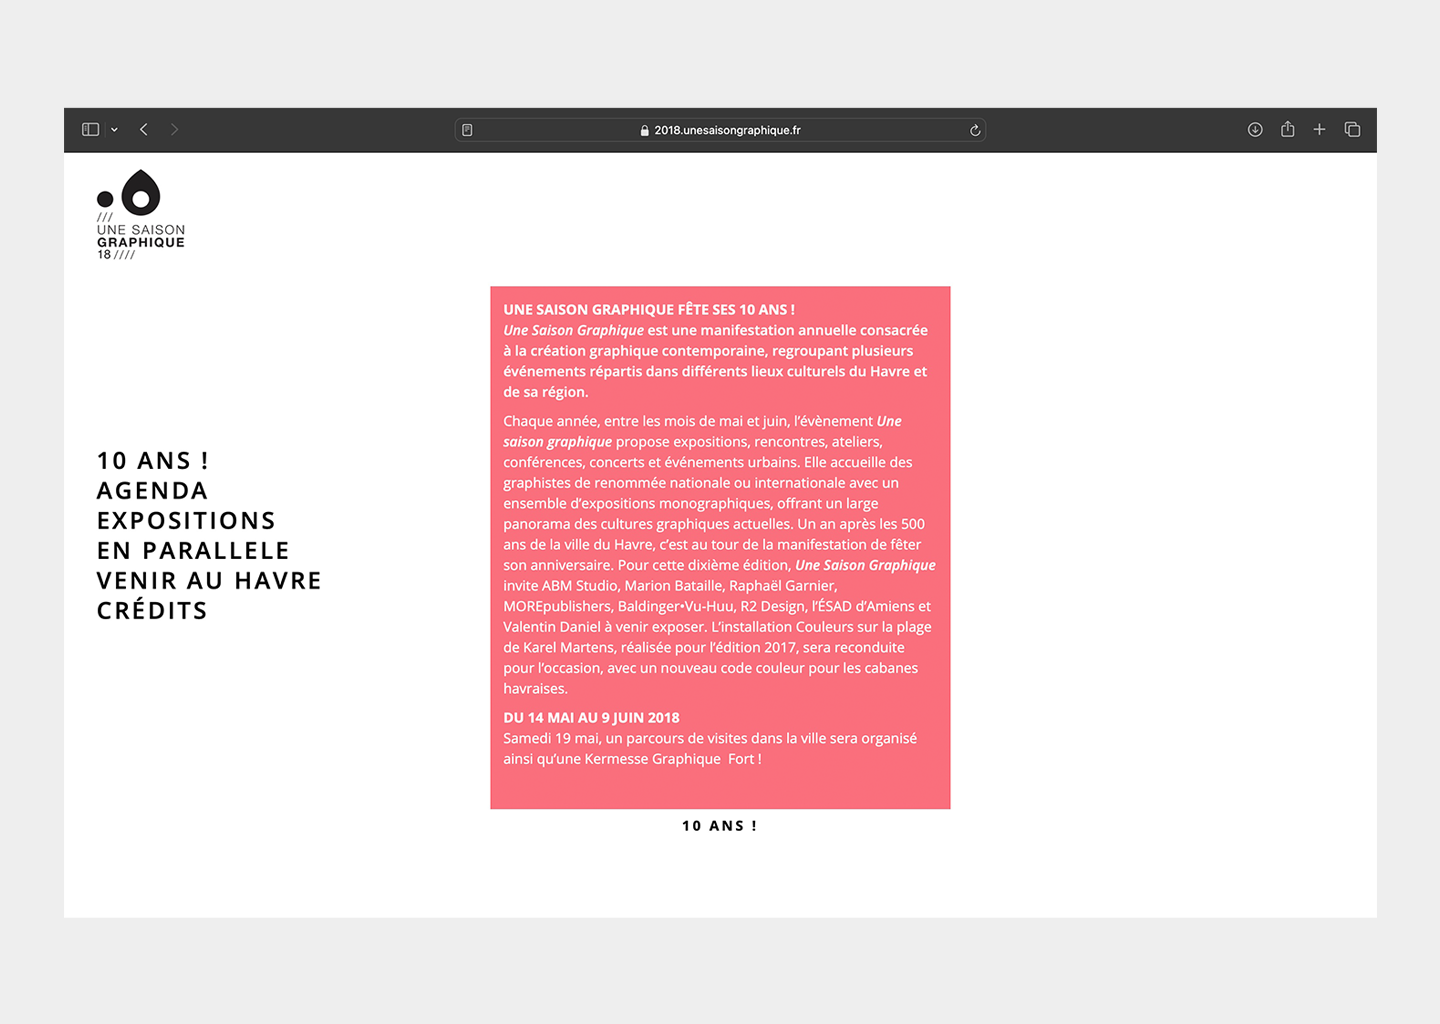 2018.unesaisongraphique.fr
///
UNE SAISON
GRAPHIQUE
18////
UNE SAISON GRAPHIQUE FÊTE SES 10 ANS !
Une Saison Graphique est une manifestation annuelle consacrée
à la création graphique contemporaine, regroupant plusieurs
événements répartis dans différents lieux culturels du Havre et
de sa région.
Chaque année, entre les mois de mai et juin, l’évènement Une
saison graphique propose expositions, rencontres, ateliers,
conférences, concerts et événements urbains. Elle accueille des
graphistes de renommée nationale ou internationale avec un
ensemble d’expositions monographiques, offrant un large
panorama des cultures graphiques actuelles. Un an après les 500
ans de la ville du Havre, c’est au tour de la manifestation de fêter
son anniversaire. Pour cette dixième édition, Une Saison Graphique
invite ABM Studio, Marion Bataille, Raphaël Garnier,
MOREpublishers, Baldinger•Vu-Huu, R2 Design, l’ÉSAD d’Amiens et
Valentin Daniel à venir exposer. L’installation Couleurs sur la plage
de Karel Martens, réalisée pour l’édition 2017, sera reconduite
pour l’occasion, avec un nouveau code couleur pour les cabanes
havraises.
DU 14 MAI AU 9 JUIN 2018
Samedi 19 mai, un parcours de visites dans la ville sera organisé
ainsi qu’une Kermesse Graphique  Fort !
10 ANS !
AGENDA
EXPOSITIONS
EN PARALLELE
VENIR AU HAVRE
CRÉDITS
10 ANS !